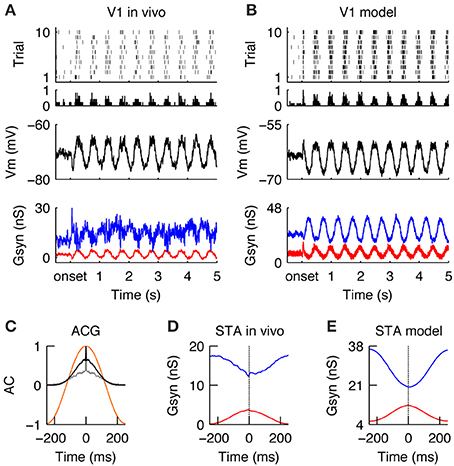 A V1 in vivo
B V1 model
Trial
10
1
10
1
1
0
1
0
Vm (mV)
−60
−80
Vm (mV)
−55
−70
Gsyn (nS)
30
0
Gsyn (nS)
48
0
onset 1 2 3 4 5
onset 1 2 3 4 5
Time (s)
Time (s)
C ACG
D STA in vivo
E STA model
AC
1
0
−1
Gsyn (nS)
20
10
0
Gsyn (nS)
38
21
4
−200 0 200
−200 0 200
−200 0 200
Time (ms)
Time (ms)
Time (ms)